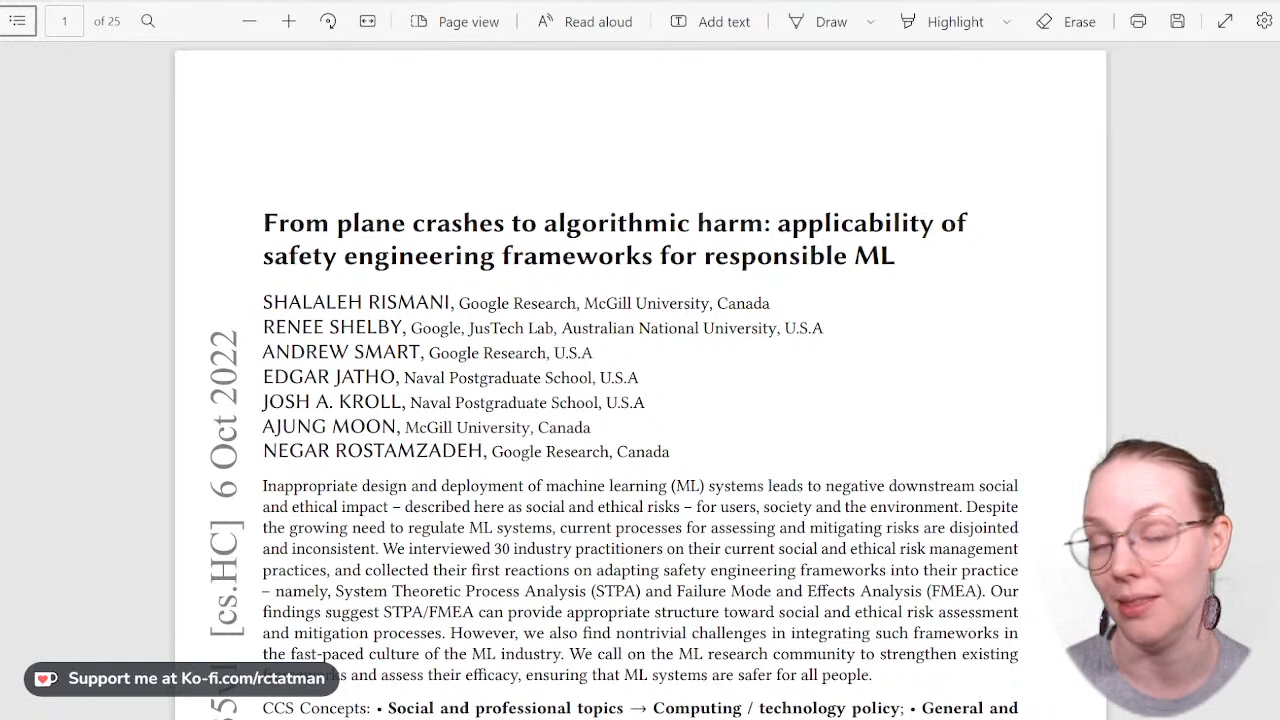 1 of 25 Page view Read aloud Add text Draw Highlight Erase
From plane crashes to algorithmic harm: applicability of
safety engineering frameworks for responsible ML
SHALALEH RISMANI, Google Research, McGill University, Canada
RENEE SHELBY, Google, JusTech Lab, Australian National University, U.S.A
ANDREW SMART, Google Research, U.S.A
EDGAR JATHO, Naval Postgraduate School, U.S.A
JOSH A. KROLL, Naval Postgraduate School, U.S.A
AJUNG MOON, McGill University, Canada
NEGAR ROSTAMZADEH, Google Research, Canada
Inappropriate design and deployment of machine learning (ML) systems leads to negative downstream social
and ethical impact – described here as social and ethical risks – for users, society and the environment. Despite
the growing need to regulate ML systems, current processes for assessing and mitigating risks are disjointed
and inconsistent. We interviewed 30 industry practitioners on their current social and ethical risk management
practices, and collected their first reactions on adapting safety engineering frameworks into their practice
– namely, System Theoretic Process Analysis (STPA) and Failure Mode and Effects Analysis (FMEA). Our
findings suggest STPA/FMEA can provide appropriate structure toward social and ethical risk assessment
and mitigation processes. However, we also find nontrivial challenges in integrating such frameworks in
the fast-paced culture of the ML industry. We call on the ML research community to strengthen existing
and assess their efficacy, ensuring that ML systems are safer for all people.
CCS Concepts: • Social and professional topics → Computing / technology policy; • General and
[cs.HC] 6 Oct 2022
Support me at Ko-fi.com/rctatman